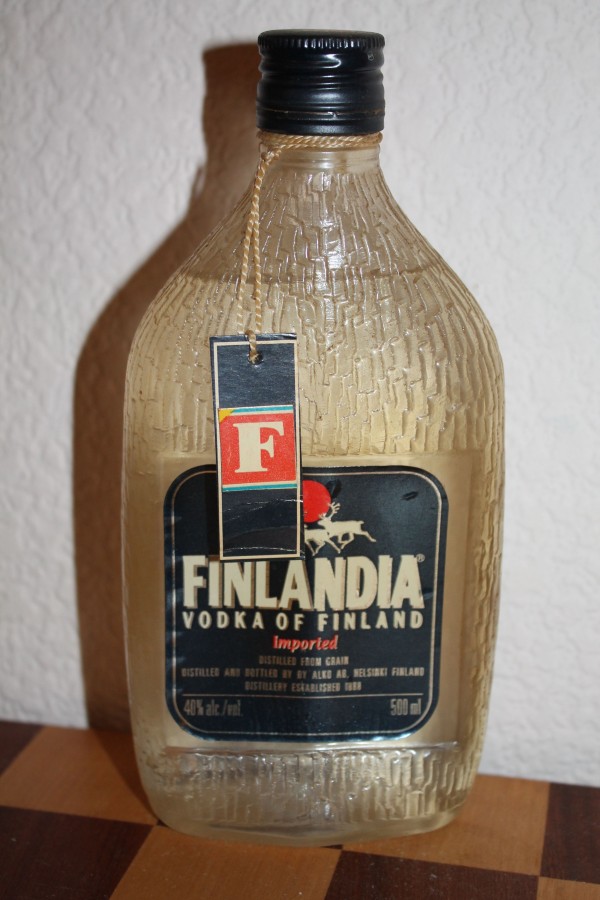 F
FINLANDIA®
VODKA OF FINLAND
Imported
DISTILLED FROM GRAIN
DISTILLED AND BOTTLED BY BY ALKO AB, HELSINKI FINLAND
DISTILLERY ESTABLISHED 1888
40% alc./vol.
500 ml